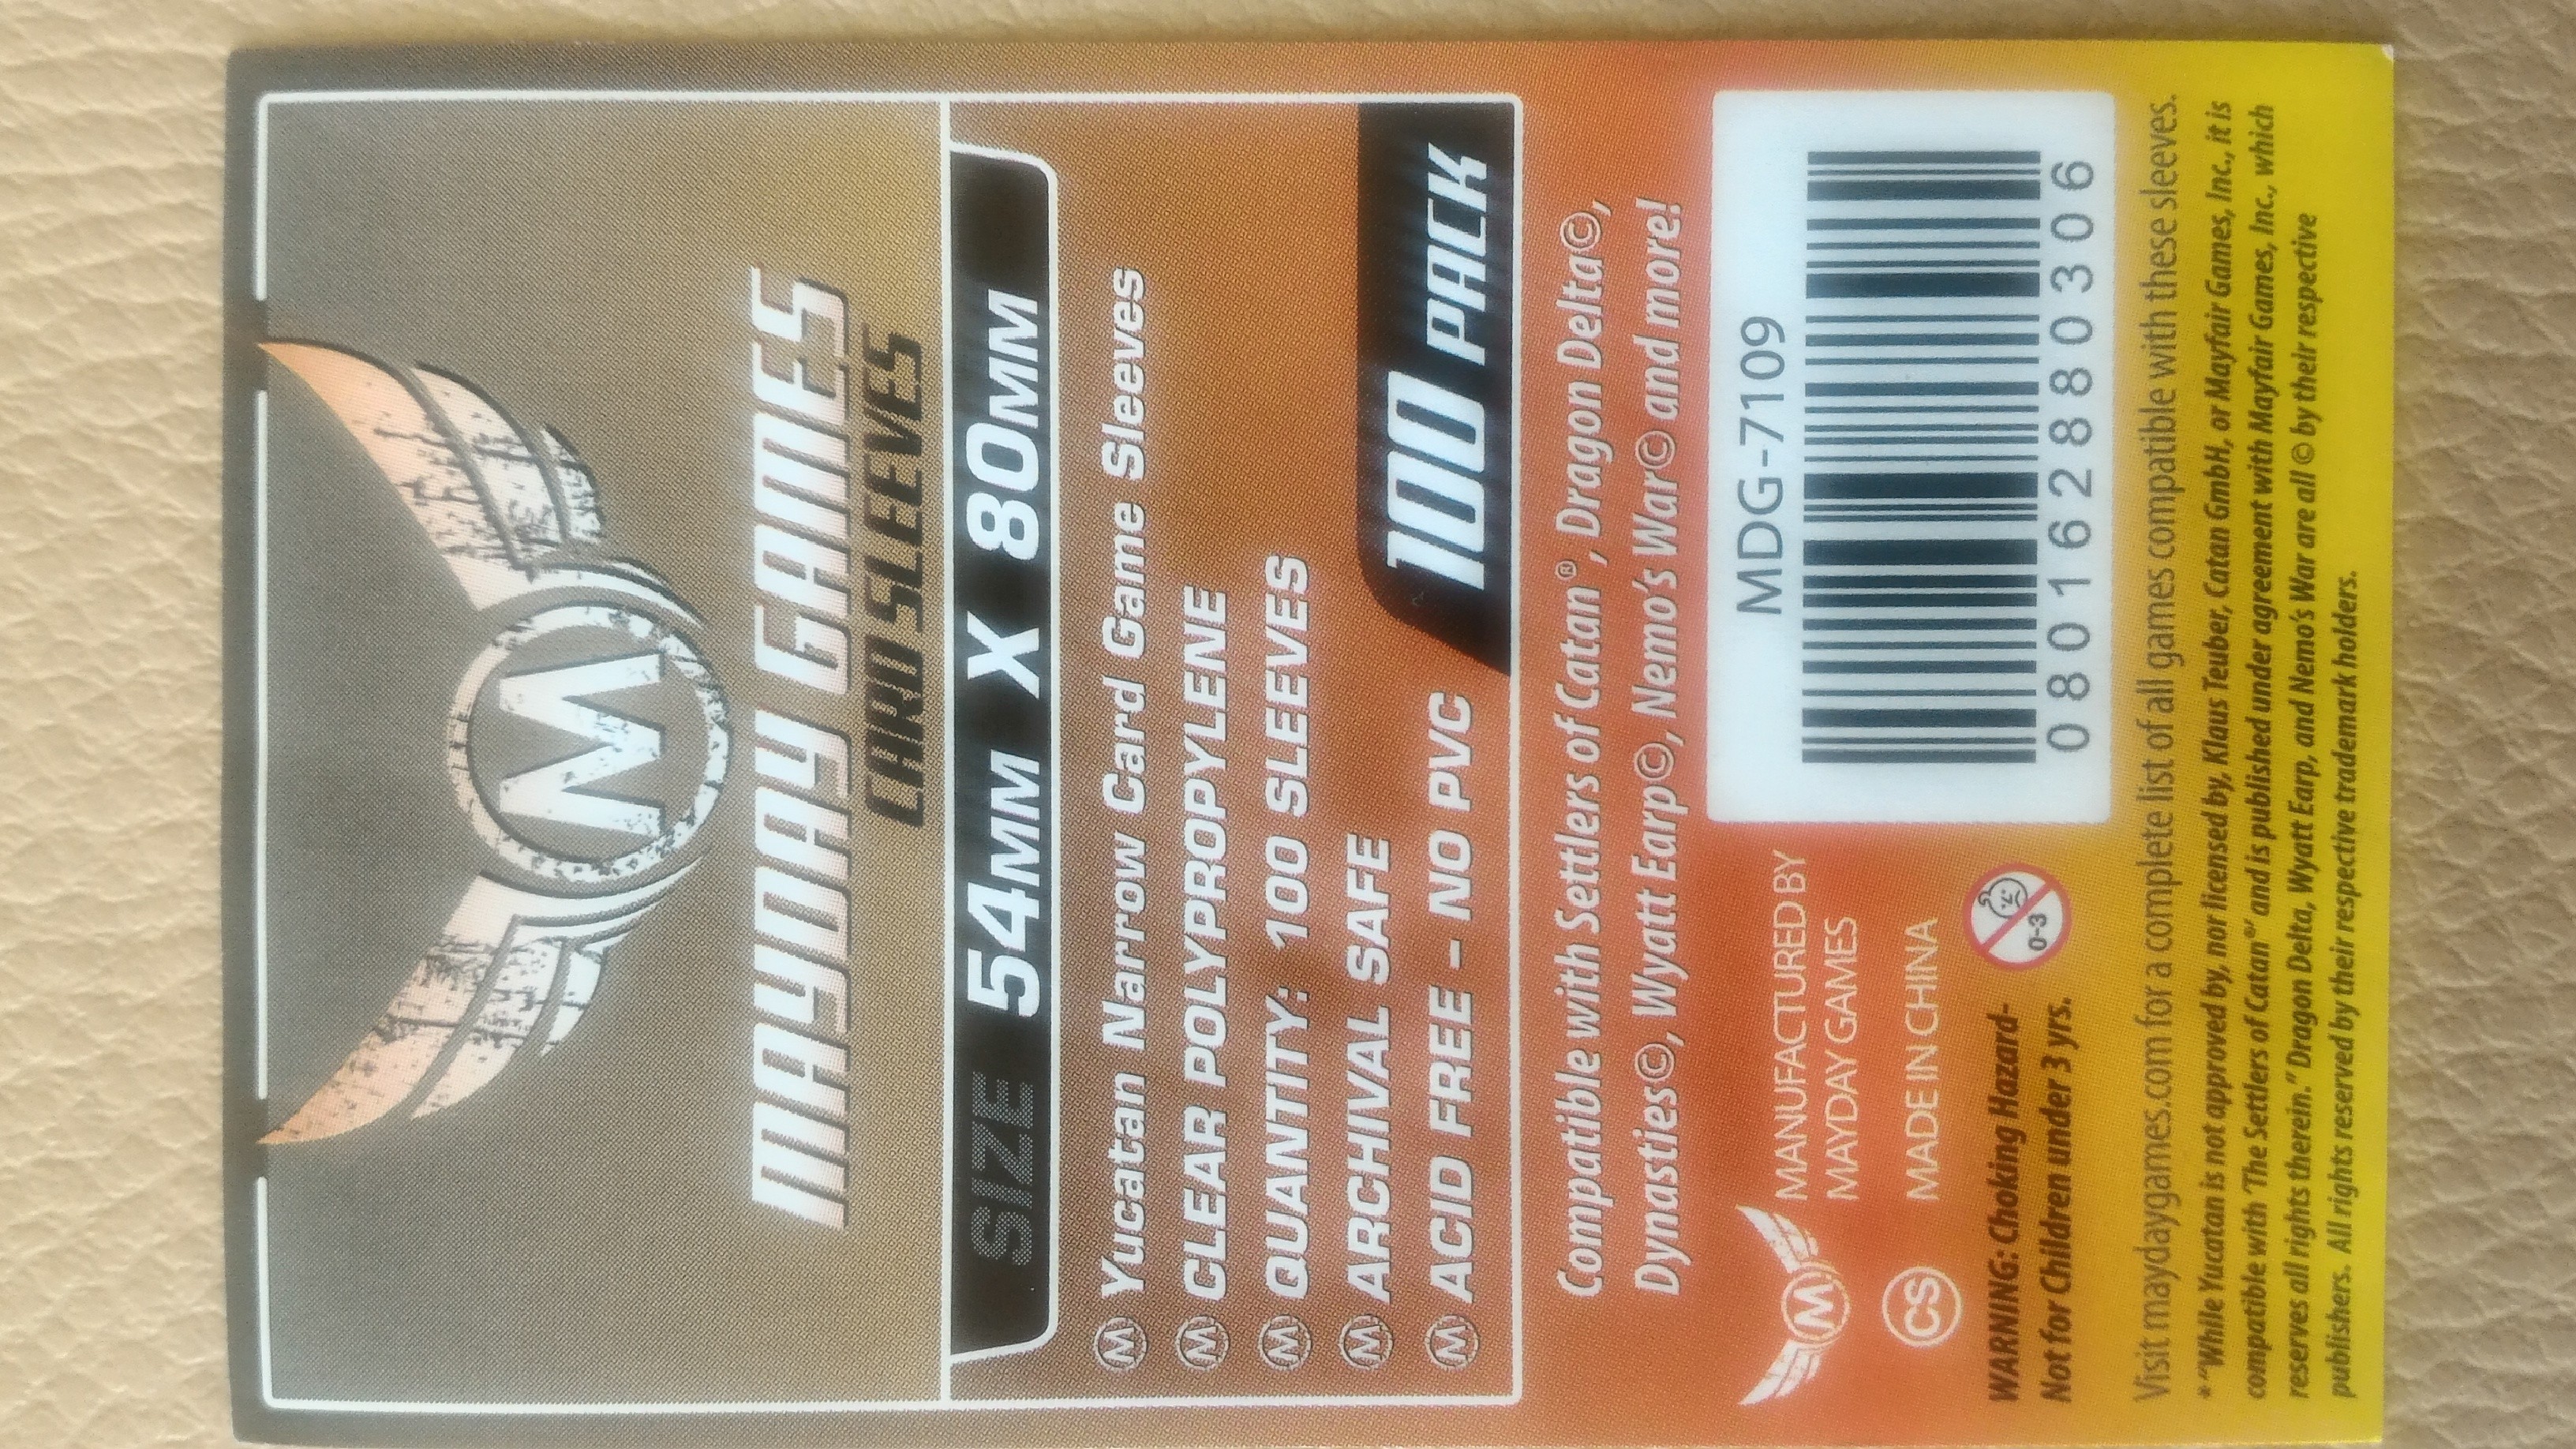 M
MAYDAY GAMES
CARD SLEEVES
SIZE 54MM X 80MM
M Yucatan Narrow Card Game Sleeves
M CLEAR POLYPROPYLENE
M QUANTITY: 100 SLEEVES
M ARCHIVAL SAFE
M ACID FREE - NO PVC
100 PACK
Compatible with Settlers of Catan®, Dragon Delta©,
Dynasties©, Wyatt Earp©, Nemo's War© and more!
M MANUFACTURED BY
MAYDAY GAMES
CS MADE IN CHINA
WARNING: Choking Hazard-
Not for Children under 3 yrs.
0-3
MDG-7109
080162880306
Visit maydaygames.com for a complete list of all games compatible with these sleeves.
*"While Yucatan is not approved by, nor licensed by, Klaus Teuber, Catan GmbH, or Mayfair Games, Inc., it is
compatible with 'The Settlers of Catan®' and is published under agreement with Mayfair Games, Inc., which
reserves all rights therein." Dragon Delta, Wyatt Earp, and Nemo's War are all © by their respective
publishers. All rights reserved by their respective trademark holders.